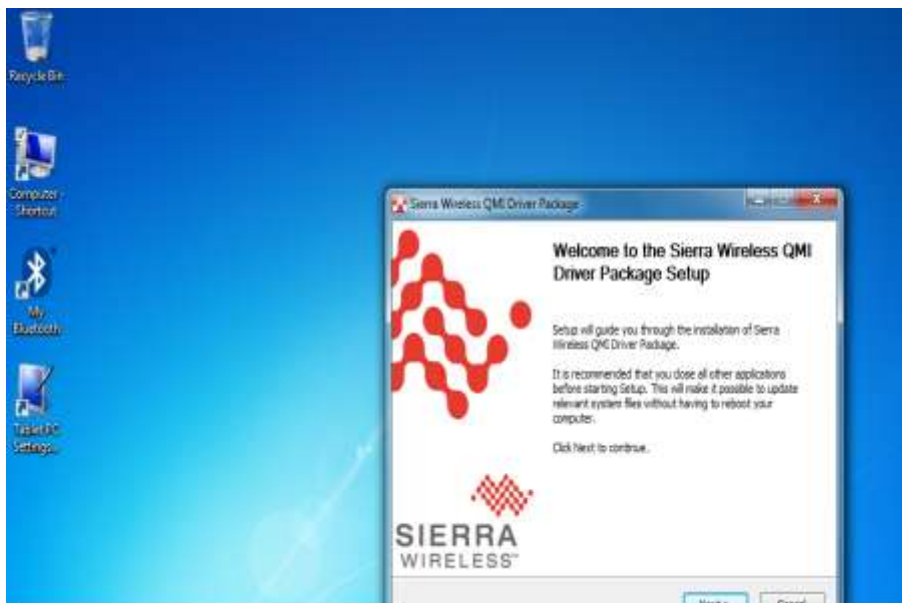 Recycle Bin
Computer -
Shortcut
My
Bluetooth
Tablet PC
Settings...
Sierra Wireless QMI Driver Package
Welcome to the Sierra Wireless QMI
Driver Package Setup
Setup will guide you through the installation of Sierra
Wireless QMI Driver Package.
It is recommended that you close all other applications
before starting Setup. This will make it possible to update
relevant system files without having to reboot your
computer.
Click Next to continue.
SIERRA
WIRELESS™
Next >
Cancel